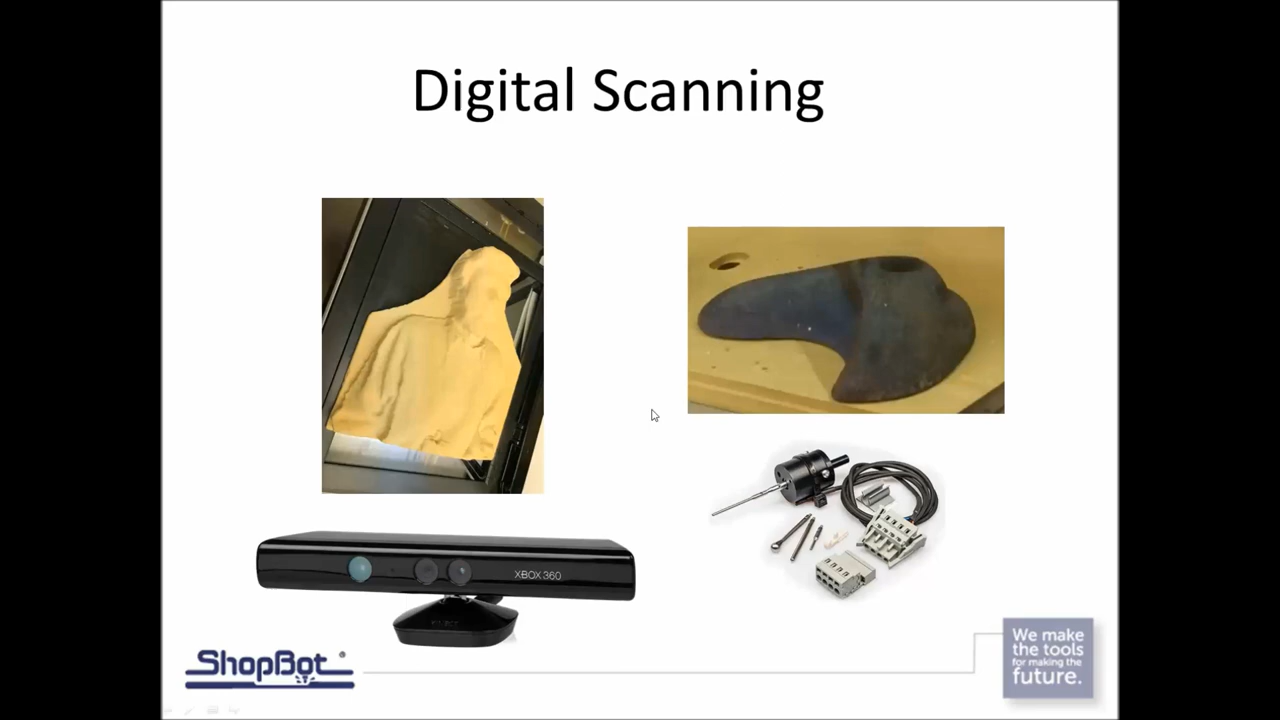 Digital Scanning
XBOX 360
ShopBot
We make
the tools
for making the
future.